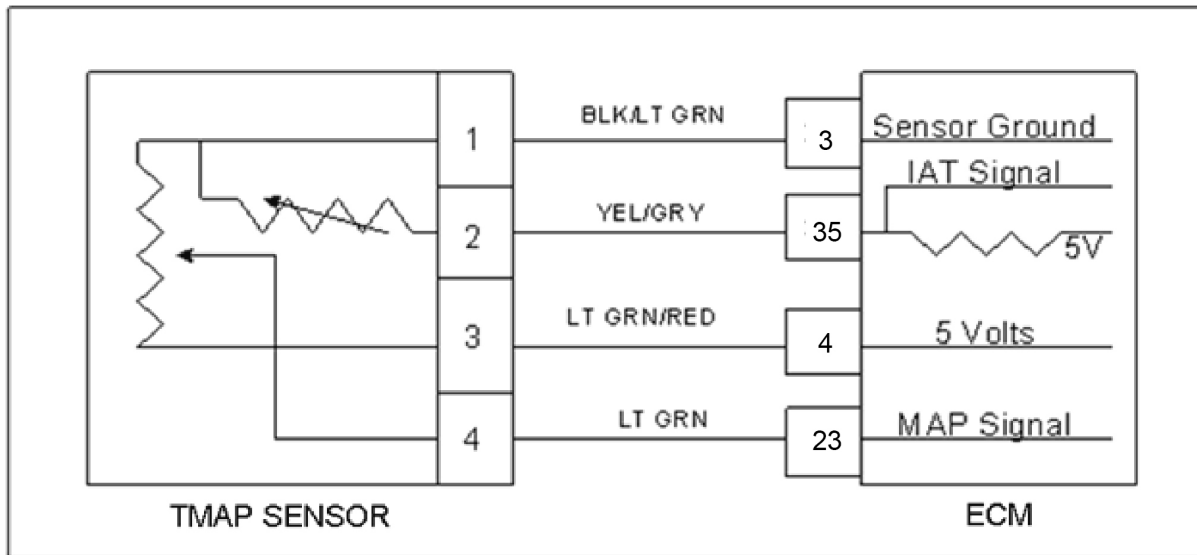 1
BLK/LT GRN
3
Sensor Ground
IAT Signal
2
YEL/GRY
35
5V
3
LT GRN/RED
4
5 Volts
4
LT GRN
23
MAP Signal
TMAP SENSOR
ECM